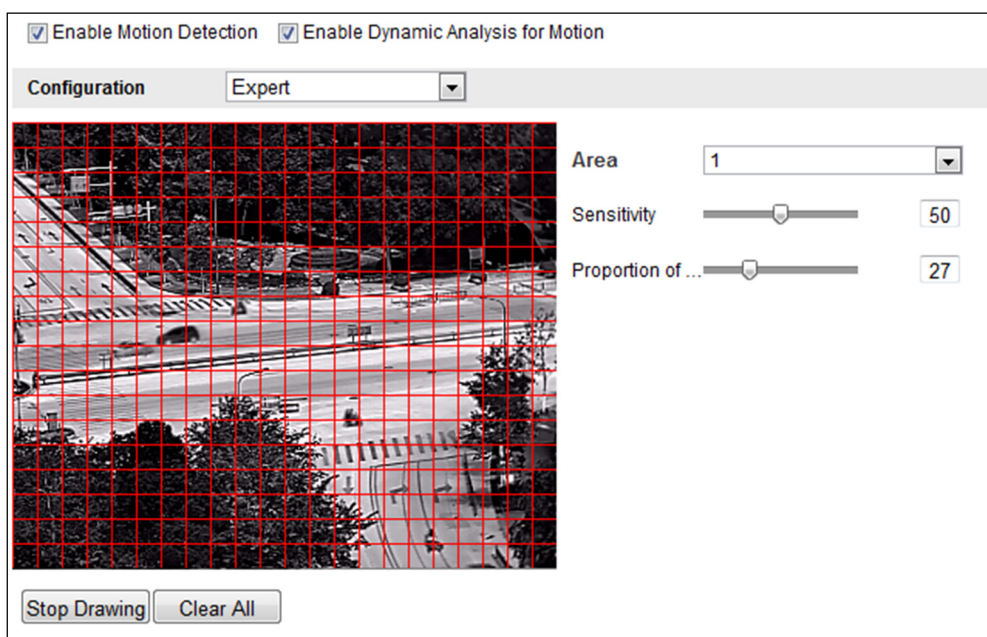 Enable Motion Detection Enable Dynamic Analysis for Motion
Configuration Expert
Area 1
Sensitivity 50
Proportion of ... 27
Stop Drawing Clear All